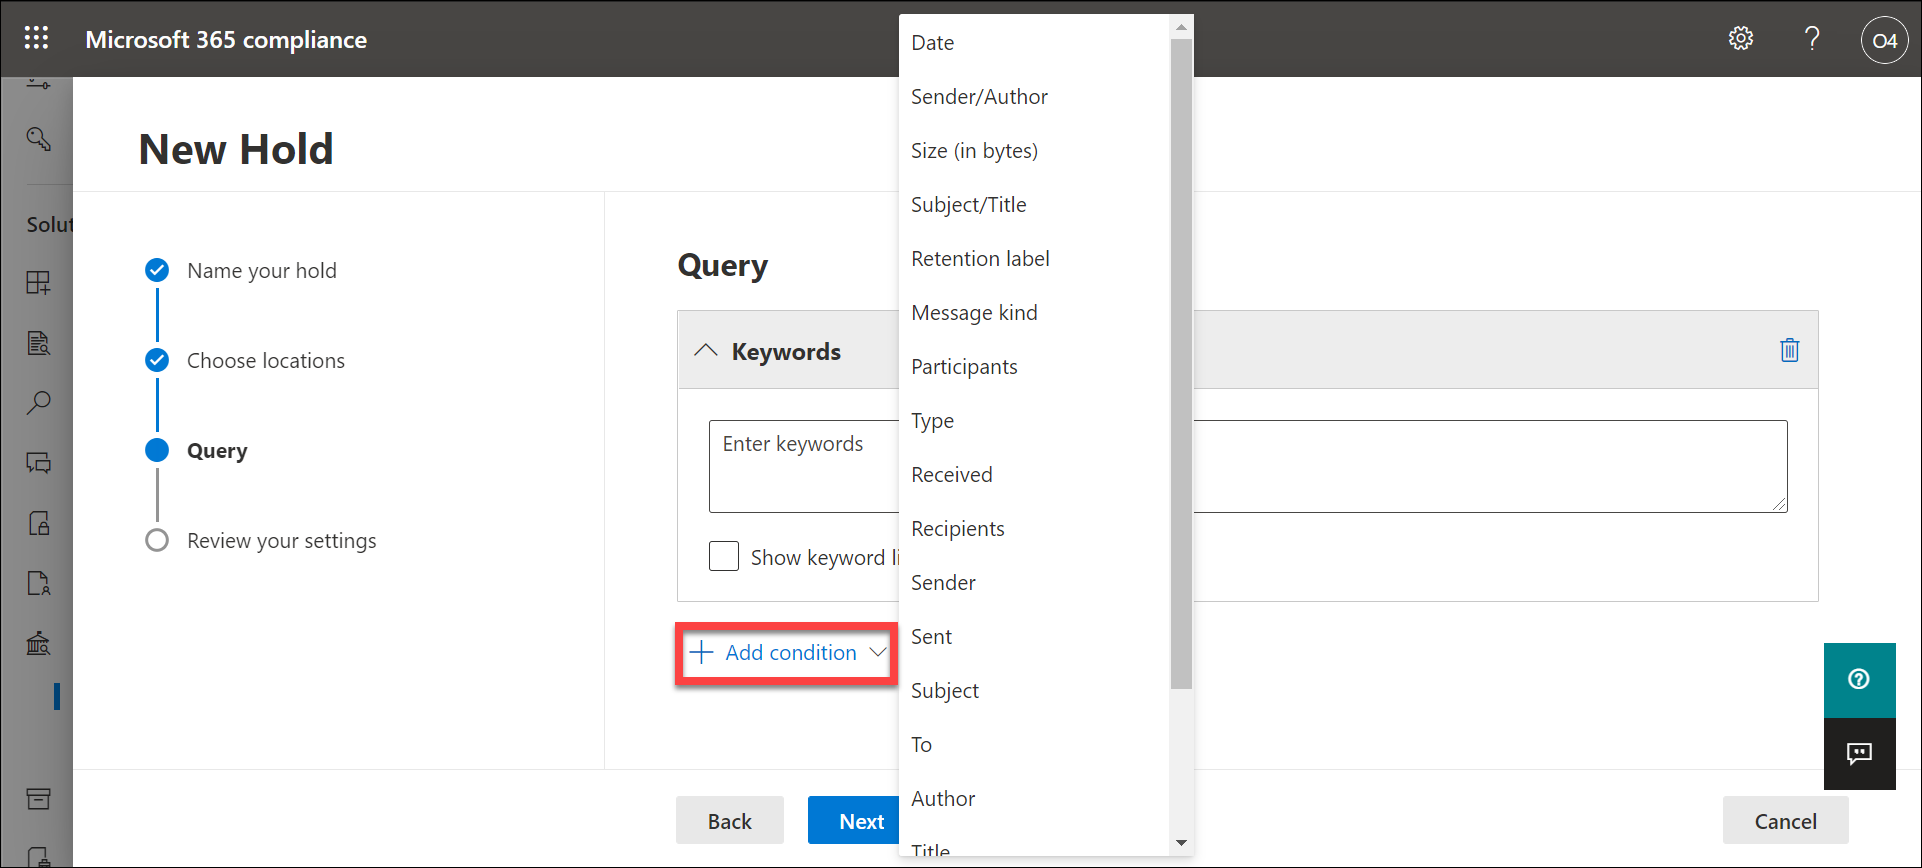 Microsoft 365 compliance
O4
New Hold
Solut
Name your hold
Choose locations
Query
Review your settings
Query
Keywords
Enter keywords
Show keyword li
Add condition
Date
Sender/Author
Size (in bytes)
Subject/Title
Retention label
Message kind
Participants
Type
Received
Recipients
Sender
Sent
Subject
To
Author
Title
Back
Next
Cancel